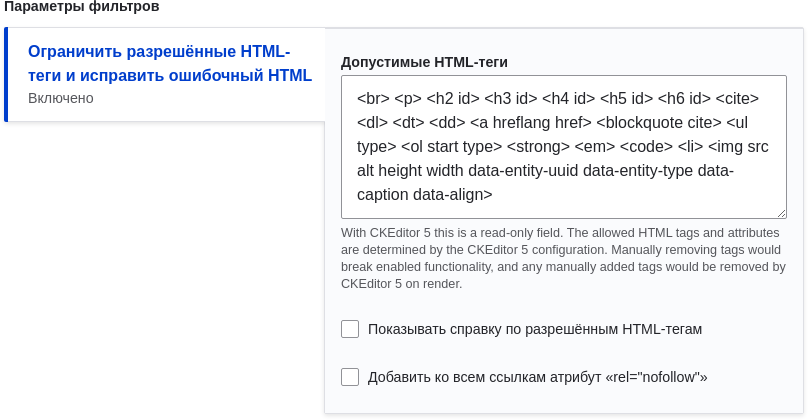 Параметры фильтров
Ограничить разрешённые HTML-
теги и исправить ошибочный HTML
Включено
Допустимые HTML-теги
<br> <p> <h2 id> <h3 id> <h4 id> <h5 id> <h6 id> <cite>
<dl> <dt> <dd> <a hreflang href> <blockquote cite> <ul
type> <ol start type> <strong> <em> <code> <li> <img src
alt height width data-entity-uuid data-entity-type data-
caption data-align>
With CKEditor 5 this is a read-only field. The allowed HTML tags and attributes
are determined by the CKEditor 5 configuration. Manually removing tags would
break enabled functionality, and any manually added tags would be removed by
CKEditor 5 on render.
Показывать справку по разрешённым HTML-тегам
Добавить ко всем ссылкам атрибут «rel="nofollow"»